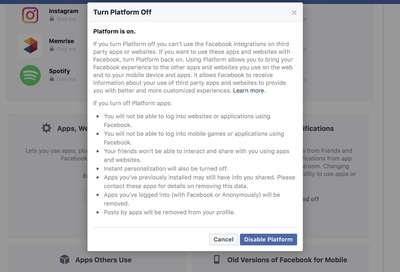 Instagram
Only me
Memrise
Only me
Spotify
Only me
Turn Platform Off
Platform is on.
If you turn Platform off you can't use the Facebook integrations on third
party apps or websites. If you want to use these apps and websites with
Facebook, turn Platform back on. Using Platform allows you to bring your
Facebook experience to the other apps and websites you use on the web
and to your mobile device and apps. It allows Facebook to receive
information about your use of third party apps and websites to provide
you with better and more customized experiences. Learn more.
If you turn off Platform apps:
• You will not be able to log into websites or applications using
Facebook.
• You will not be able to log into mobile games or applications using
Facebook.
• Your friends won't be able to interact and share with you using apps
and websites.
• Instant personalization will also be turned off.
• Apps you've previously installed may still have info you shared. Please
contact these apps for details on removing this data.
• Apps you've logged into (with Facebook or Anonymously) will be
removed.
• Posts by apps will be removed from your profile.
Cancel
Disable Platform
Apps, We
Lets you use apps, plu
Facebook
ifications
s from friends and
ifications from app
room. Changing
bility to use apps or
ed off
Apps Others Use
Old Versions of Facebook for Mobile